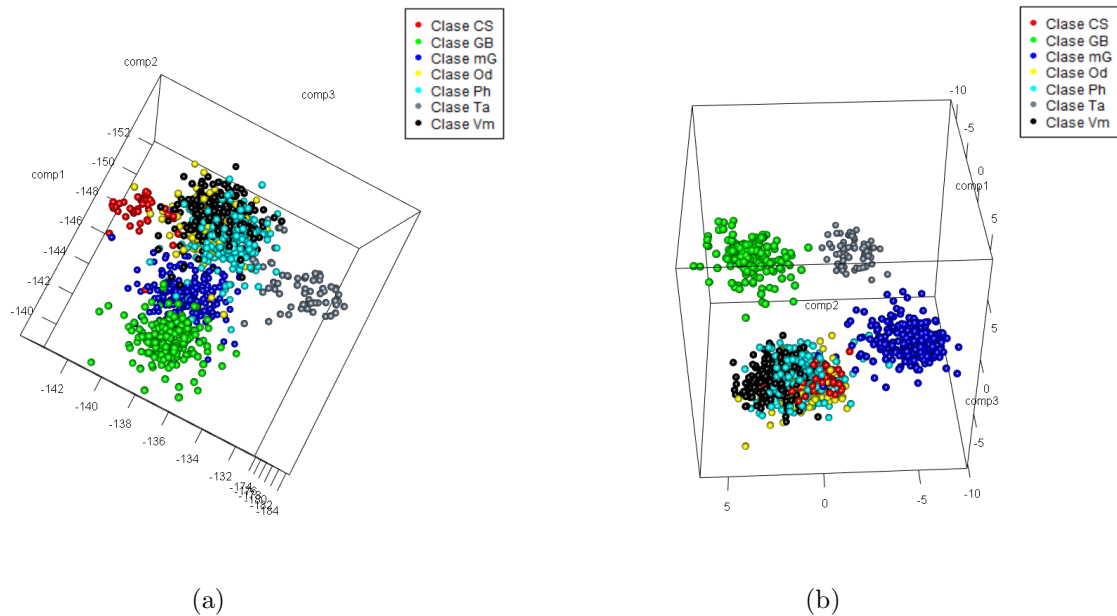 Clase CS
Clase GB
Clase mG
Clase Od
Clase Ph
Clase Ta
Clase Vm
comp2
comp3
comp1
-152
-150
-148
-146
-144
-142
-140
-142
-140
-138
-136
-134
-132
-174
-182
-184
(a)
Clase CS
Clase GB
Clase mG
Clase Od
Clase Ph
Clase Ta
Clase Vm
-10
-5
0
comp1
5
comp2
5
0
comp3
-5
5
0
-5
-10
(b)